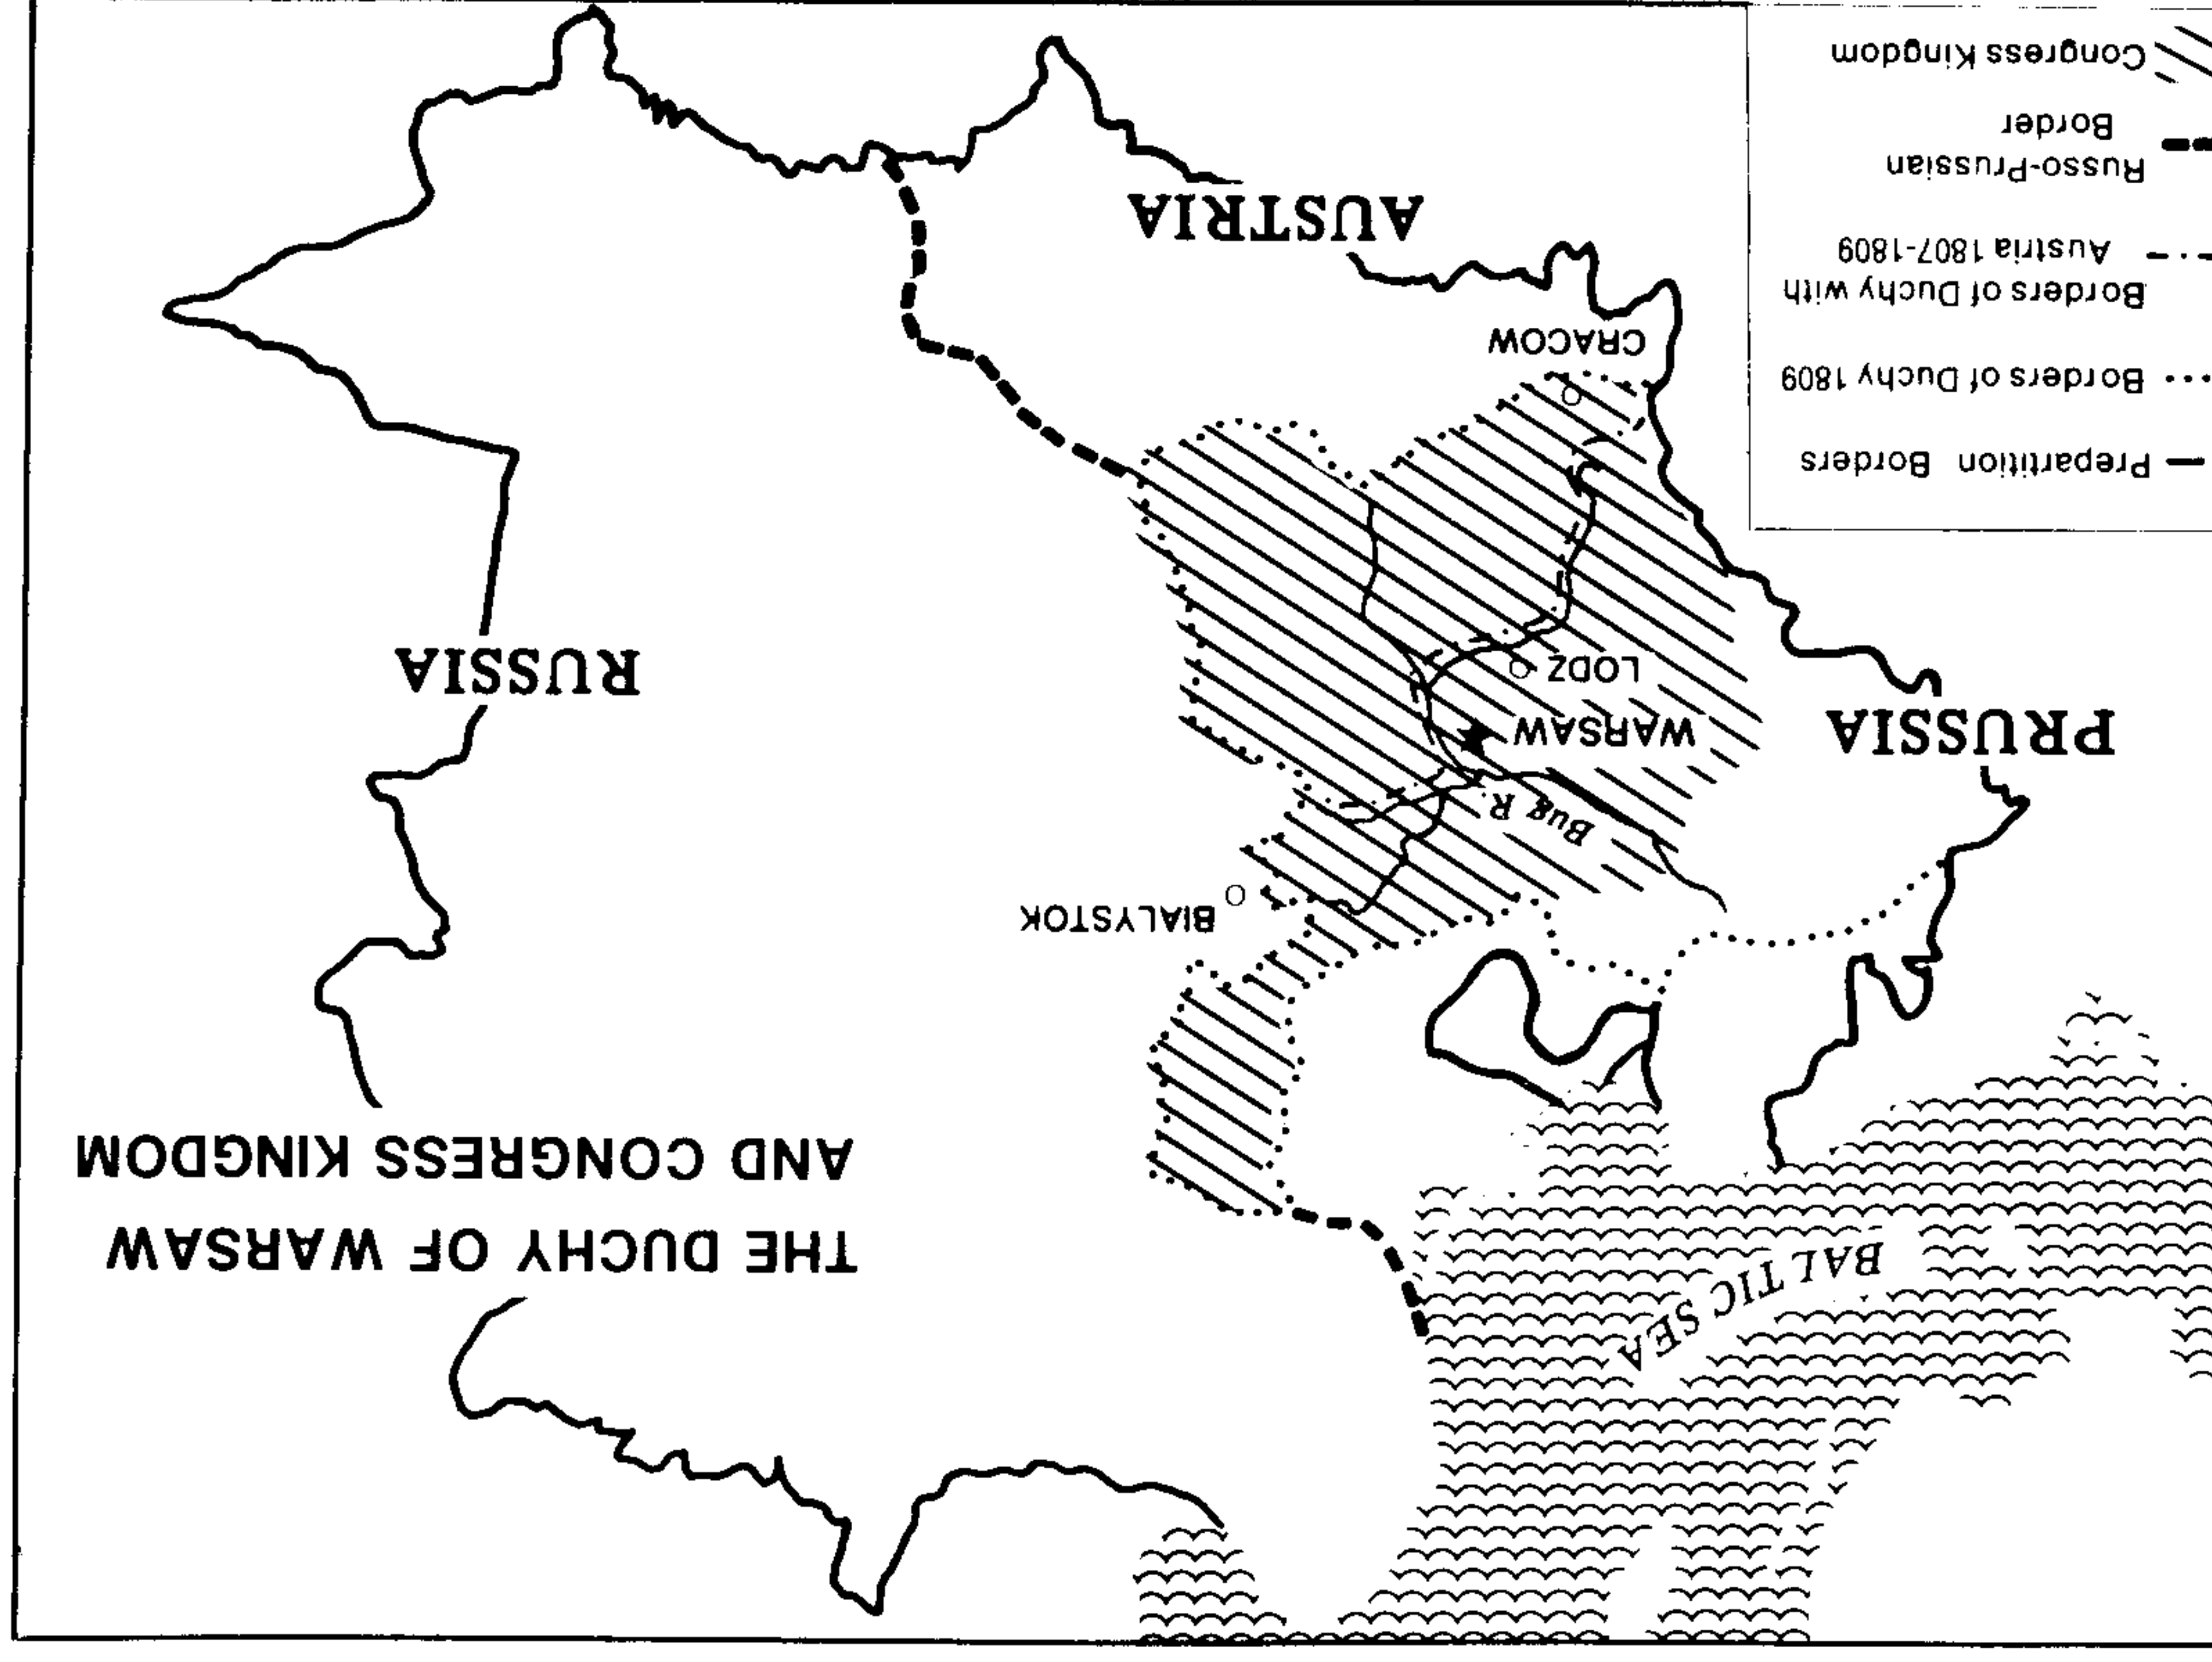 THE DUCHY OF WARSAW
AND CONGRESS KINGDOM
BALTIC SEA
BIALYSTOK
Bug R.
PRUSSIA
WARSAW
LODZ
RUSSIA
CRACOW
AUSTRIA
Prepartition Borders
Borders of Duchy 1809
Borders of Duchy with
Austria 1807-1809
Russo-Prussian
Border
Congress Kingdom